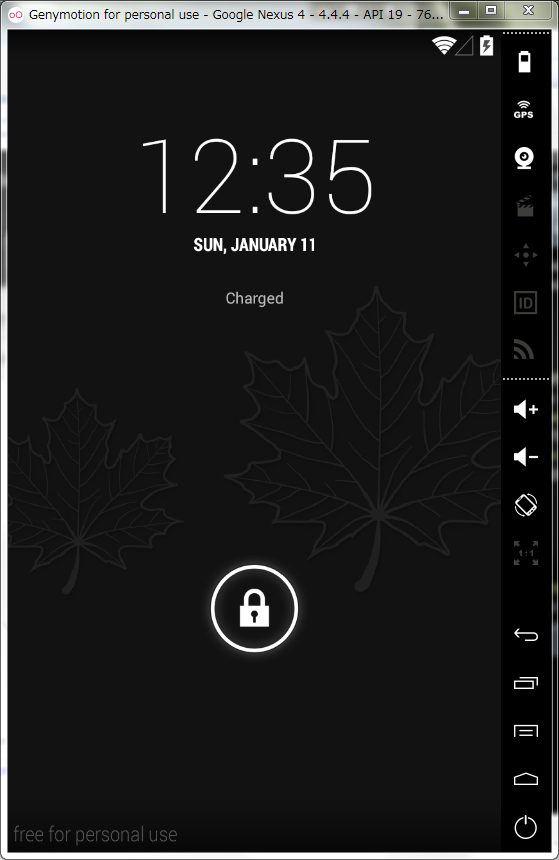 Genymotion for personal use - Google Nexus 4 - 4.4.4 - API 19 - 76...
GPS
12:35
SUN, JANUARY 11
Charged
ID
1:1
free for personal use